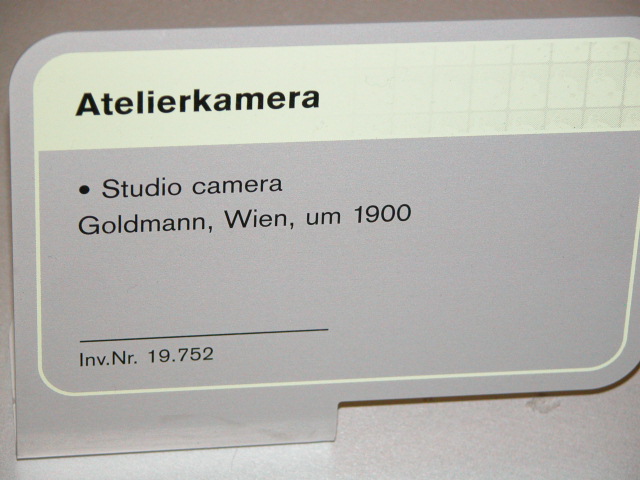 Atelierkamera
• Studio camera
Goldmann, Wien, um 1900
Inv.Nr. 19.752